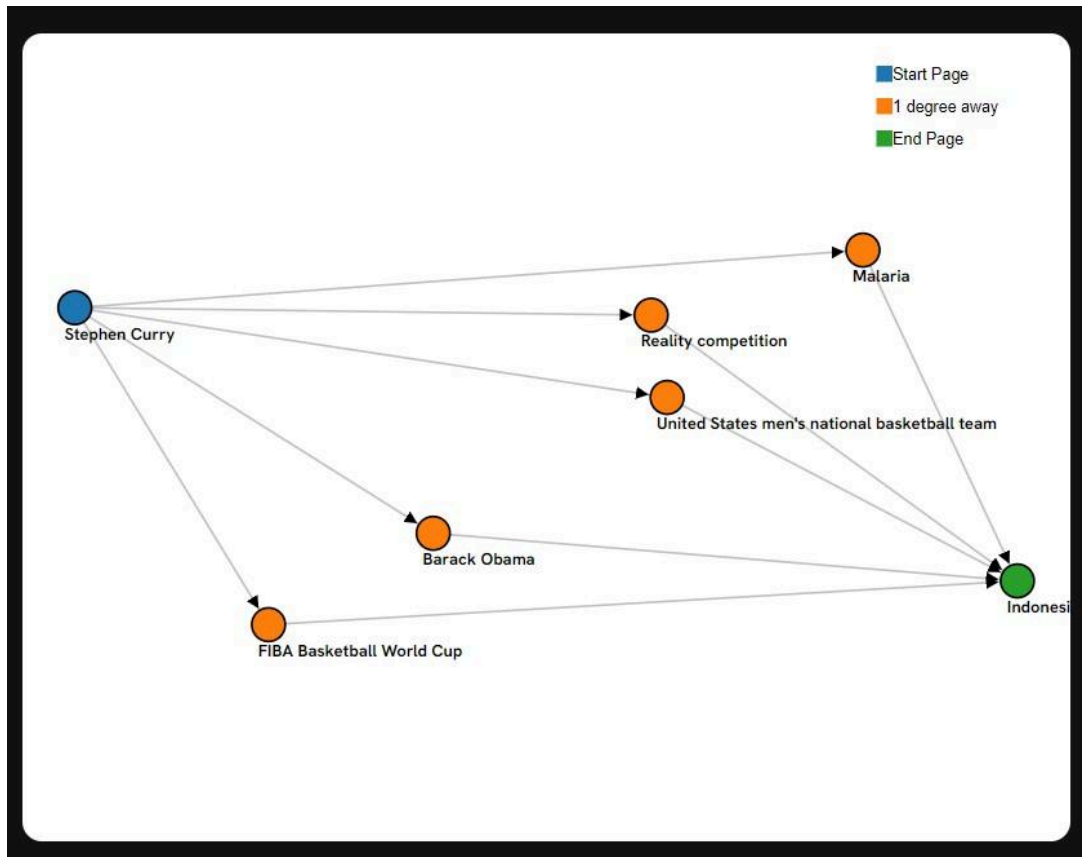 Start Page
1 degree away
End Page
Malaria
Stephen Curry
Reality competition
United States men's national basketball team
Barack Obama
Indonesi
FIBA Basketball World Cup